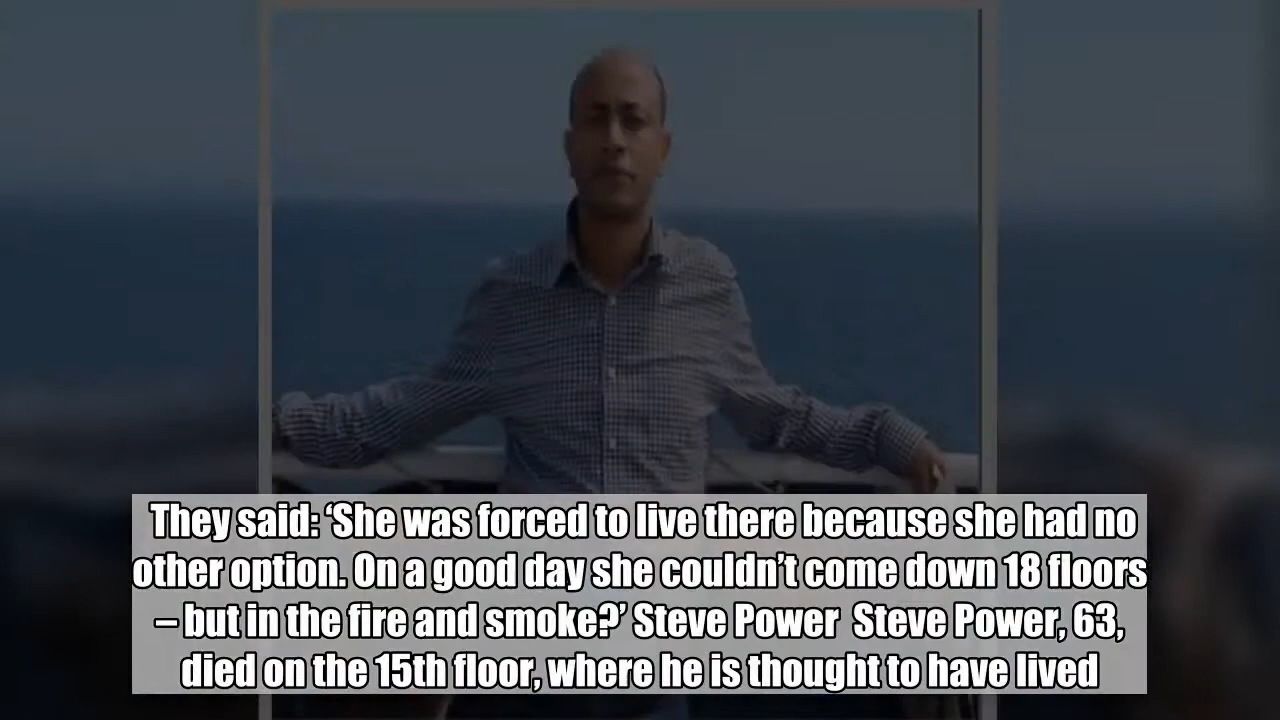 They said: ‘She was forced to live there because she had no
other option. On a good day she couldn’t come down 18 floors
– but in the fire and smoke?’ Steve Power  Steve Power, 63,
died on the 15th floor, where he is thought to have lived